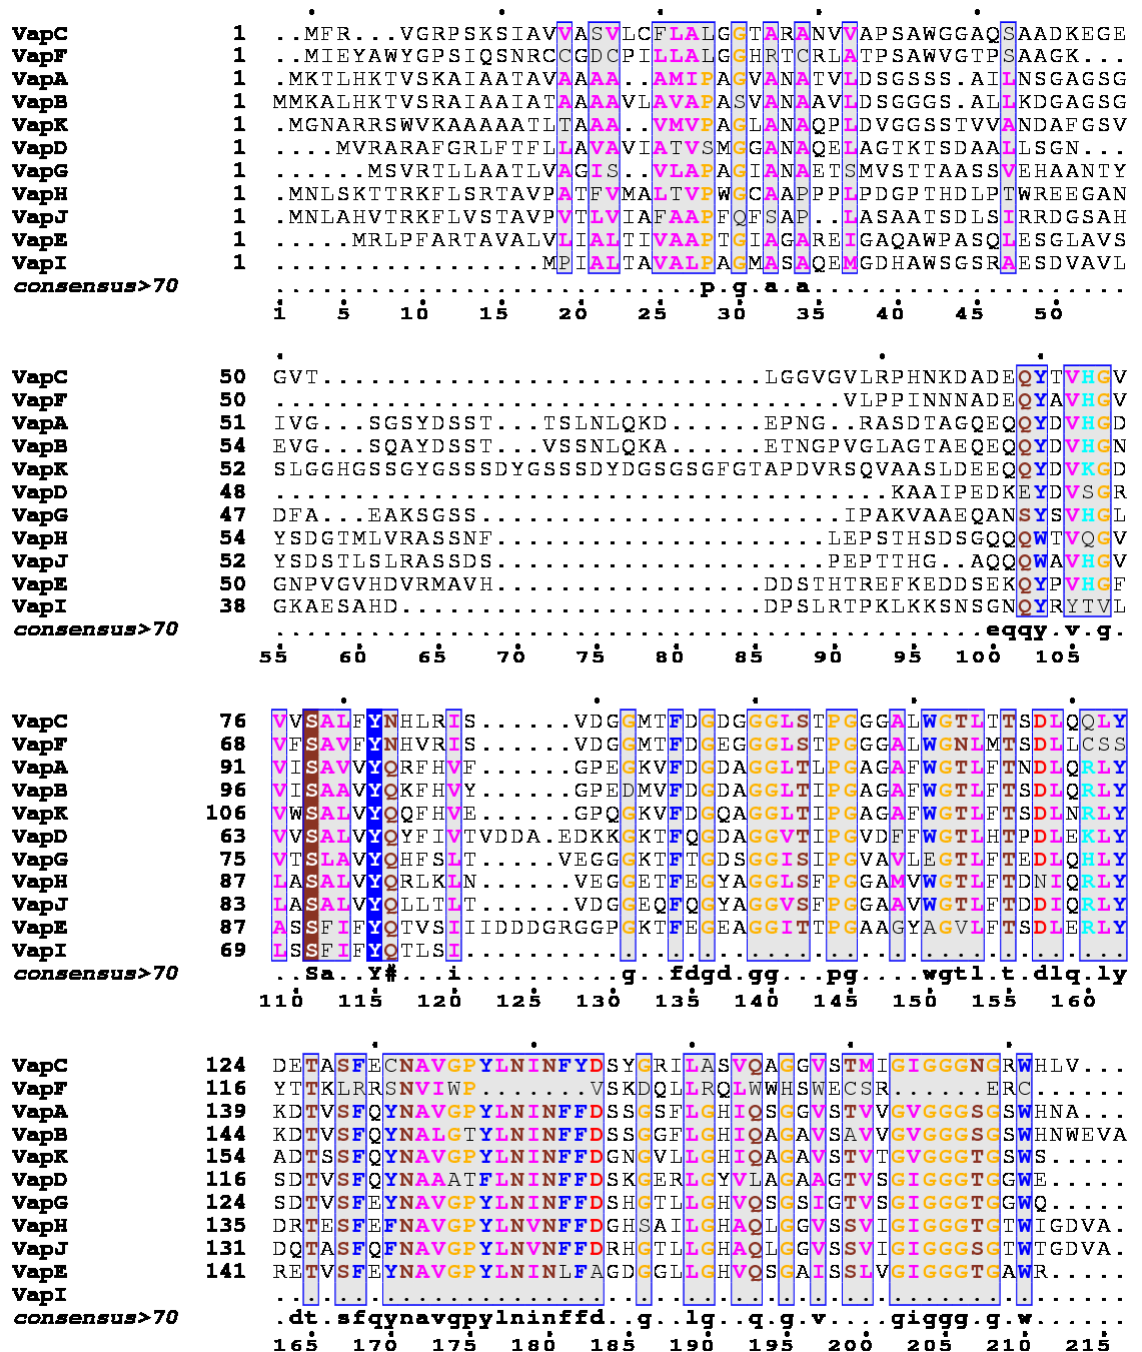 VapC 1 ..MFR...VGRPSKSIAVVASVLCFLALGGTARANVVAPSAWGGAQSAADKEGE
VapF 1 ..MIEYAWYGPSIQSNRCCGDCPILLALGGHRTCRLATPSAWVGTPSAAGK...
VapA 1 .MKTLHKTVSKAIAATAVAAAA..AMIPAGVANATVLDSGSSS.AILNSGAGSG
VapB 1 MMKALHKTVSRAIAAIATAAAAVLAVAPASVANAAVLDSGGGS.ALLKDGAGSG
VapK 1 .MGNARRSWVKAAAAATLTAAA..VMVPAGLANAQPLDVGGSSTVVANDAFGSV
VapD 1 ....MVRARAFGRLFTFLLAVAVIATVSMGGANAQELAGTKTSDAALLSGN...
VapG 1 ......MSVRTLLAATLVAGIS..VLAPAGIANAETSMVSTTAASSVEHAANTY
VapH 1 .MNLSKTTRKFLSRTAVPATFVMALTVPWGCAAPPPLPDGPTHDLPTWREEGAN
VapJ 1 .MNLAHVTRKFLVSTAVPVTLVIAFAAPFQFSAP..LASAATSDLSIRRDGSAH
VapE 1 .....MRLPFARTAVALVLIALTIVAAPTGIAGAREIGAQAWPASQLESGLAVS
VapI 1 .................MPIALTAVALPAGMASAQEMGDHAWSGSRAESDVAVL
consensus>70 ...........................p.g.a.a....................
1 5 10 15 20 25 30 35 40 45 50
VapC 50 GVT............................LGGVGVLRPHNKDADEQYTVHGV
VapF 50 ....................................VLPPINNNADEQYAVHGV
VapA 51 IVG...SGSYDSST...TSLNLQKD......EPNG..RASDTAGQEQQYDVHGD
VapB 54 EVG...SQAYDSST...VSSNLQKA......ETNGPVGLAGTAEQEQQYDVHGN
VapK 52 SLGGHGSSGYGSSSDYGSSSDYDGSGSGFGTAPDVRSQVAASLDEEQQYDVKGD
VapD 48 .......................................KAAIPEDKEYDVSGR
VapG 47 DFA...EAKSGSS.......................IPAKVAAEQANSYSVHGL
VapH 54 YSDGTMLVRASSNF.....................LEPSTHSDSGQQQWTVQGV
VapJ 52 YSDSTLSLRASSDS.....................PEPTTHG..AQQQWAVHGV
VapE 50 GNPVGVHDVRMAVH.................DDSTHTREFKEDDSEKQYPVHGF
VapI 38 GKAESAHD.......................DPSLRTPKLKKSNSGNQYRYTVL
consensus>70 .............................................eqqy.v.g.
55 60 65 70 75 80 85 90 95 100 105
VapC 76 VVSALFYNHLRIS......VDGGMTFDGDGGGLSTPGGGALWGTLTTSDLQQLY
VapF 68 VFSAVFYNHVRIS......VDGGMTFDGEGGGLSTPGGGALWGNLMTSDLLCSS
VapA 91 VISAVVYQRFHVF......GPEGKVFDGDAGGLTLPGAGAFWGTLFTNDLQRLY
VapB 96 VISAAVYQKFHVY......GPEDMVFDGDAGGLTIPGAGAFWGTLFTSDLQRLY
VapK 106 VWSALVYQQFHVE......GPQGKVFDGQAGGLTIPGAGAFWGTLFTSDLNRLY
VapD 63 VVSALVYQYFIVTVDDA.EDKKGKTFQGDAGGVTIPGVDFFWGTLHTPDLEKLY
VapG 75 VTSLAVYQHFSLT.....VEGGGKTFTGDSGGISIPGVAVLEGTLFTEDLQHLY
VapH 87 LASALVYQRLKLN......VEGGETFEGYAGGLSFPGGAMVWGTLFTDNIQRLY
VapJ 83 LASALVYQLLTLT......VDGGEQFQGYAGGVSFPGGAAVWGTLFTDDIQRLY
VapE 87 ASSFIFYQTVSIIIDDDGRGGPGKTFEGEAGGITTPGAAGYAGVLFTSDLERLY
VapI 69 LSSFIFYQTLSI..........................................
consensus>70 ..Sa..Y#...i..........g..fdgdgg..pg....wgtl.t.dlq.ly
110 115 120 125 130 135 140 145 150 155 160
VapC 124 DETASFECNAVGPYLNINFYDSYGRILASVQAGGVSTMIGIGGGNGRWHLV...
VapF 116 YTTKLRRSNVIWP.......VSKDQLLRQLWWHSWECSR......ERC......
VapA 139 KDTVSFQYNAVGPYLNINFFDSSGSFLGHIQSGGVSTVVGVGGGSGSWHNA...
VapB 144 KDTVSFQYNALGTYLNINFFDSSGGFLGHIQAGAVSAVVGVGGGSGSWHNWEVA
VapK 154 ADTSSFQYNAVGPYLNINFFDGNGVLLGHIQAGAVSTVTGVGGGTGSWS.....
VapD 116 SDTVSFQYNAAATFLNINFFDSKGERLGYVLAGAAGTVSGIGGGTGGWE.....
VapG 124 SDTVSFEYNAVGPYLNINFFDSHGTLLGHVQSGSIGTVSGIGGGTGGWQ.....
VapH 135 DRTESFEFNAVGPYLNVNFFDGHSAILGHAQLGGVSSVIGIGGGTGTWIGDVA.
VapJ 131 DQTASFQFNAVGPYLNVNFFDRHGTLLGHAQLGGVSSVIGIGGGSGTWTGDVA.
VapE 141 RETVSFEYNAVGPYLNINLFAGDGGLLGHVQSGAISSLVGIGGGTGAWR.....
VapI ......................................................
consensus>70 .dt.sfqynavgpylninffd..g..lg..q.g.v....giggg.g.w......
165 170 175 180 185 190 195 200 205 210 215